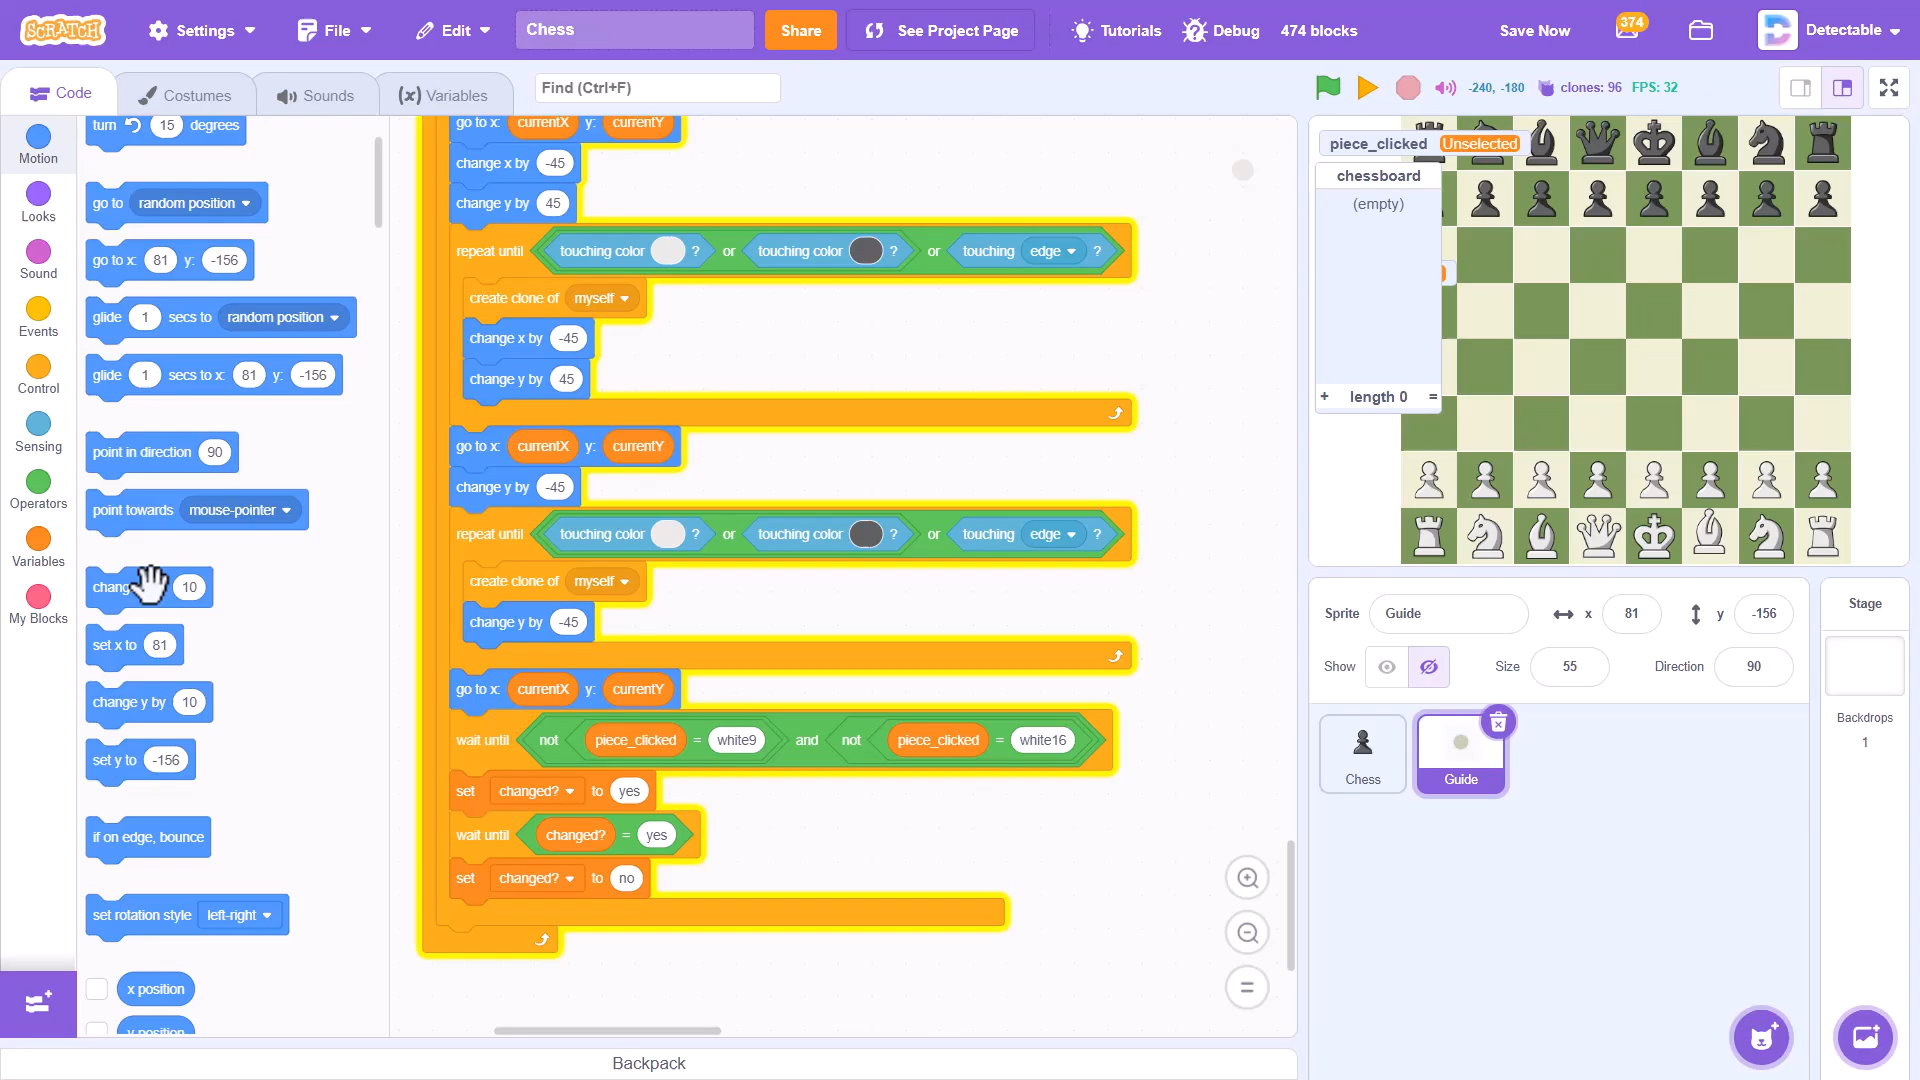 SCRATCH Settings File Edit Chess Share See Project Page Tutorials Debug 474 blocks Save Now 374 Detectable
Code Costumes Sounds (x) Variables Find (Ctrl+F) -240, -180 clones: 96 FPS: 32
Motion
Looks
Sound
Events
Control
Sensing
Operators
Variables
My Blocks
turn 15 degrees
go to random position
go to x: 81 y: -156
glide 1 secs to random position
glide 1 secs to x: 81 y: -156
point in direction 90
point towards mouse-pointer
10
set x to 81
change y by 10
set y to -156
if on edge, bounce
set rotation style left-right
x position
y position
go to x: currentX y: currentY
change x by -45
change y by 45
repeat until touching color ? or touching color ? or touching edge ?
create clone of myself
change x by -45
change y by 45
go to x: currentX y: currentY
change y by -45
repeat until touching color ? or touching color ? or touching edge ?
create clone of myself
change y by -45
go to x: currentX y: currentY
wait until not piece_clicked = white9 and not piece_clicked = white16
set changed? to yes
wait until changed? = yes
set changed? to no
Backpack
piece_clicked Unselected
chessboard
(empty)
+ length 0 =
Sprite Guide x 81 y -156
Show Size 55 Direction 90
Chess
Guide
Stage
Backdrops
1